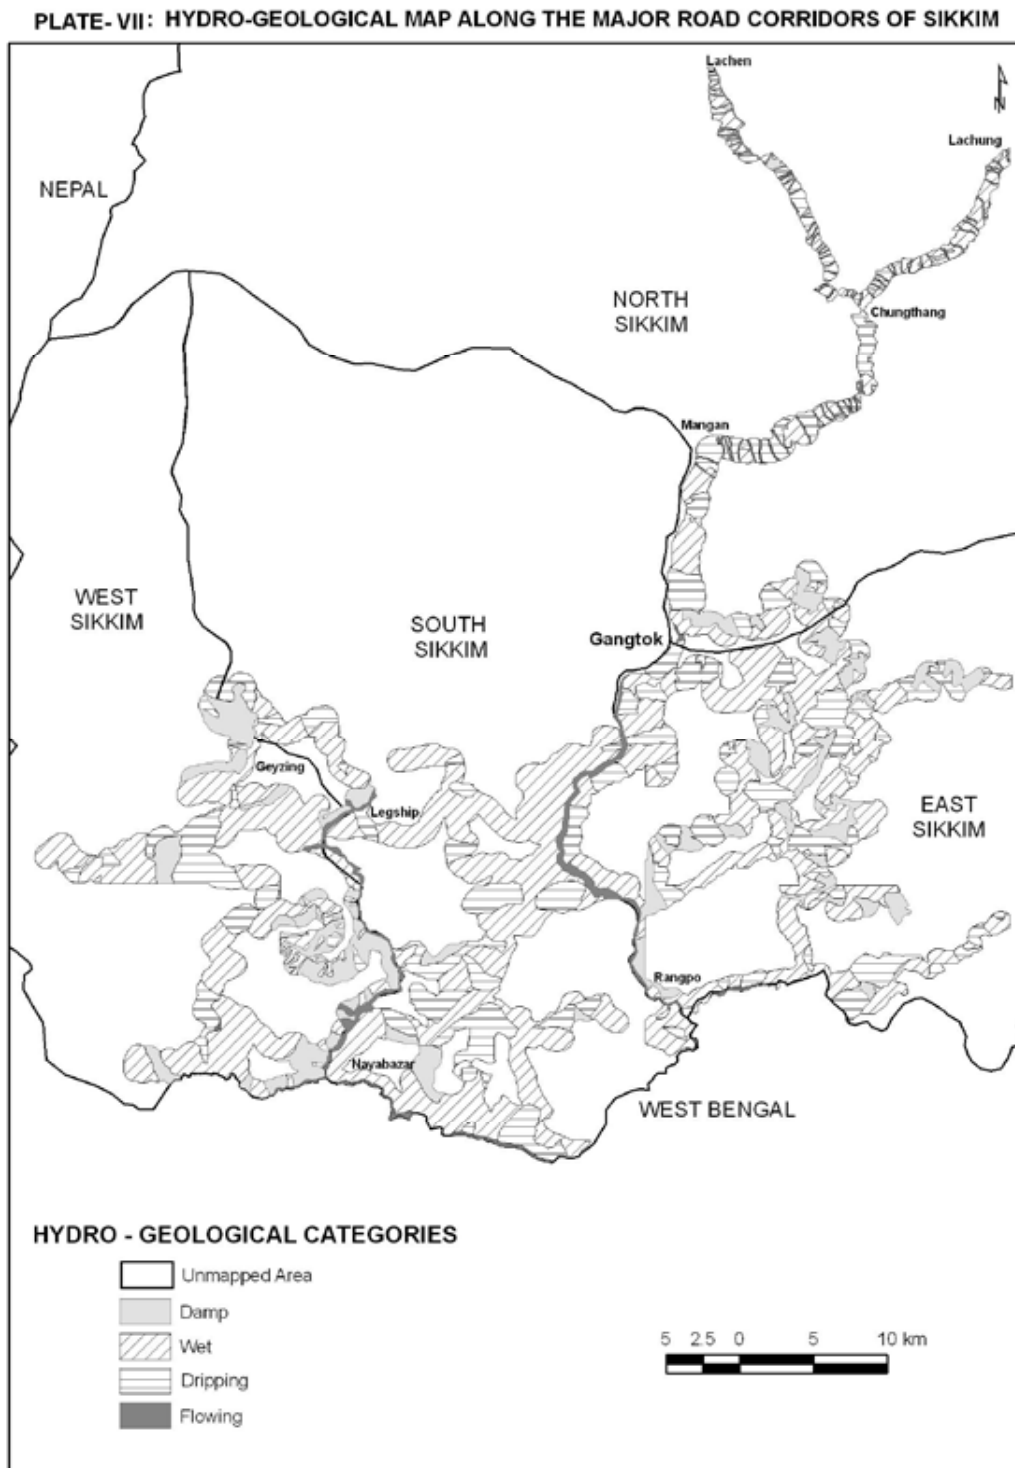 PLATE- VII: HYDRO-GEOLOGICAL MAP ALONG THE MAJOR ROAD CORRIDORS OF SIKKIM
Lachen
N
Lachung
NEPAL
NORTH
SIKKIM
Chungthang
Mangan
WEST
SIKKIM
SOUTH
SIKKIM
Gangtok
Geyzing
Legship
EAST
SIKKIM
Rangpo
Nayabazar
WEST BENGAL
HYDRO - GEOLOGICAL CATEGORIES
Unmapped Area
Damp
Wet
Dripping
Flowing
5 2.5 0 5 10 km